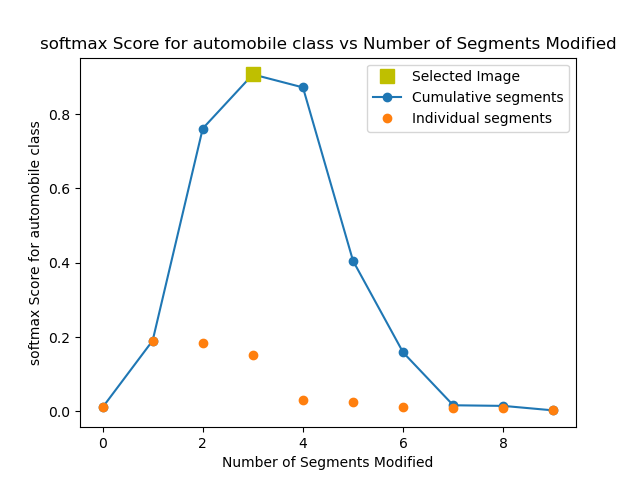 softmax Score for automobile class vs Number of Segments Modified
Selected Image
Cumulative segments
Individual segments
softmax Score for automobile class
0.8
0.6
0.4
0.2
0.0
0 2 4 6 8
Number of Segments Modified